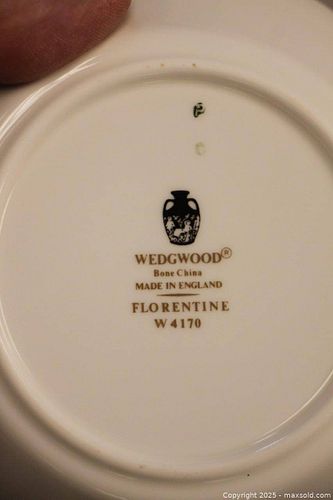 WEDGWOOD®
Bone China
MADE IN ENGLAND
FLORENTINE
W 4170
Copyright © 2025 - maxsold.com